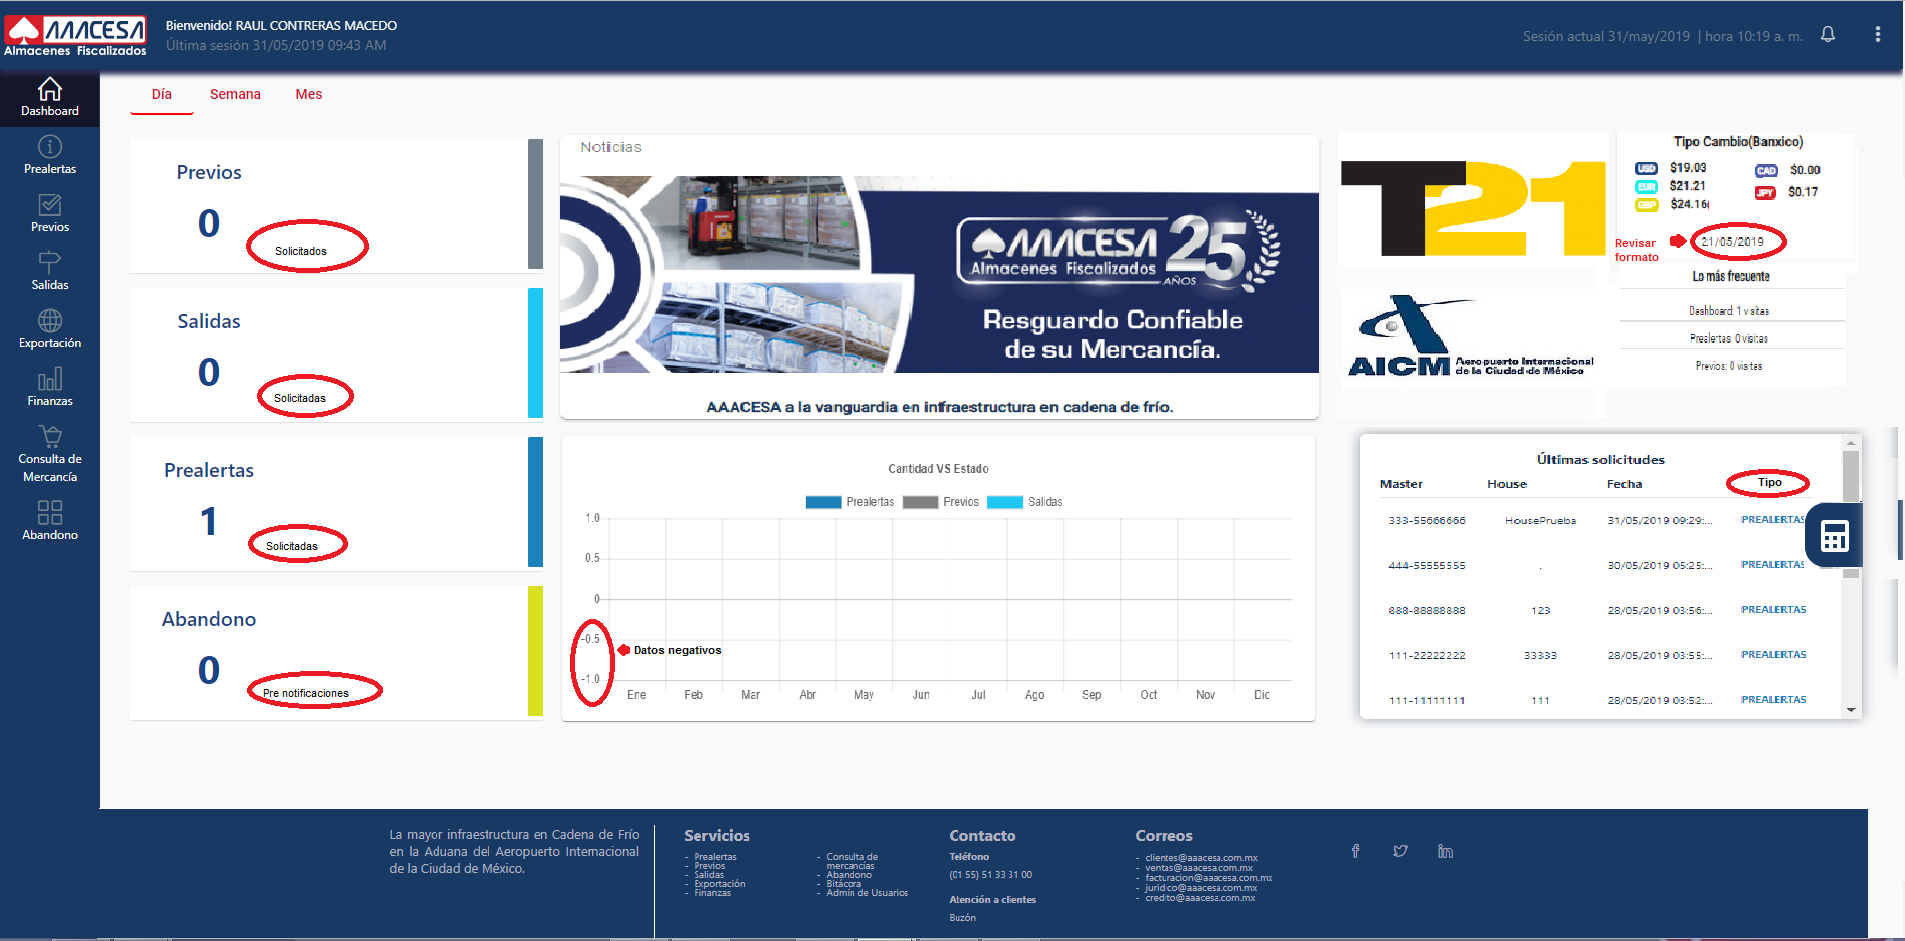 AAACESA
Almacenes Fiscalizados
Bienvenido! RAUL CONTRERAS MACEDO
Última sesión 31/05/2019 09:43 AM
Sesión actual 31/may/2019 | hora 10:19 a. m.
Dashboard
Prealertas
Previos
Salidas
Exportación
Finanzas
Consulta de
Mercancía
Abandono
Día Semana Mes
Previos
0
Solicitados
Salidas
0
Solicitadas
Prealertas
1
Solicitadas
Abandono
0
Pre notificaciones
Noticias
AAACESA 25
Almacenes Fiscalizados AÑOS
Resguardo Confiable
de su Mercancía.
AAACESA a la vanguardia en infraestructura en cadena de frío.
T21
AICM Aeropuerto Internacional
de la Ciudad de México
Tipo Cambio(Banxico)
USD $19.03 CAD $0.00
EUR $21.21 JPY $0.17
GBP $24.16
Revisar
formato
21/05/2019
Lo más frecuente
Dashboard: 1 visitas
Prealertas: 0 visitas
Previos: 0 visitas
Cantidad VS Estado
Prealertas Previos Salidas
1.0
0.5
0
-0.5
-1.0
Datos negativos
Ene Feb Mar Abr May Jun Jul Ago Sep Oct Nov Dic
Últimas solicitudes
Master House Fecha Tipo
333-55666666 HousePrueba 31/05/2019 09:29:... PREALERTAS
444-55555555 . 30/05/2019 05:25:... PREALERTAS
888-88888888 123 28/05/2019 03:56:... PREALERTAS
111-22222222 33333 28/05/2019 03:55:... PREALERTAS
111-11111111 111 28/05/2019 03:52:... PREALERTAS
La mayor infraestructura en Cadena de Frío
en la Aduana del Aeropuerto Internacional
de la Ciudad de México.
Servicios
- Prealertas
- Previos
- Salidas
- Exportación
- Finanzas
- Consulta de
mercancías
- Abandono
- Bitácora
- Admin de Usuarios
Contacto
Teléfono
(01 55) 51 33 31 00
Atención a clientes
Buzón
Correos
- clientes@aaacesa.com.mx
- ventas@aaacesa.com.mx
- facturacion@aaacesa.com.mx
- juridico@aaacesa.com.mx
- credito@aaacesa.com.mx